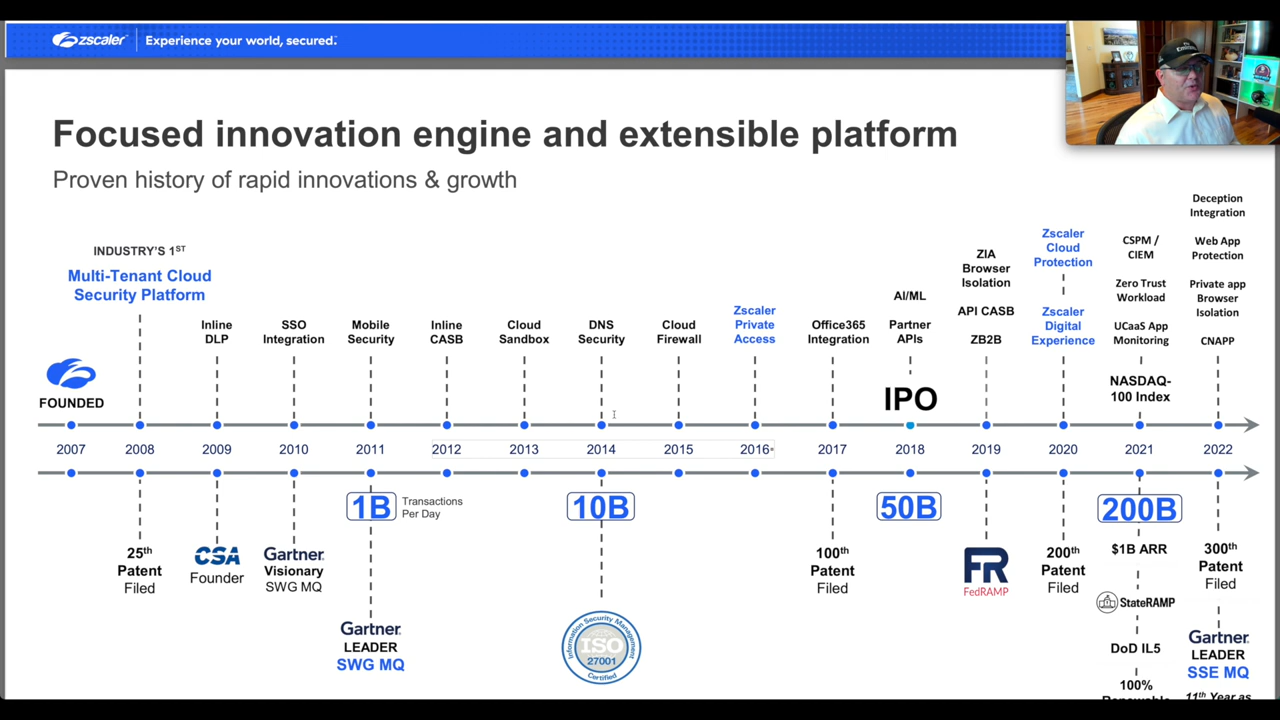 zscaler
Experience your world, secured.
Focused innovation engine and extensible platform
Proven history of rapid innovations & growth
INDUSTRY'S 1ST
Multi-Tenant Cloud
Security Platform
Inline
DLP
SSO
Integration
Mobile
Security
Inline
CASB
Cloud
Sandbox
DNS
Security
Cloud
Firewall
Zscaler
Private
Access
Office365
Integration
AI/ML
Partner
APIs
IPO
ZIA
Browser
Isolation
API CASB
ZB2B
Zscaler
Cloud
Protection
Zscaler
Digital
Experience
CSPM /
CIEM
Zero Trust
Workload
UCaaS App
Monitoring
NASDAQ-
100 Index
Deception
Integration
Web App
Protection
Private app
Browser
Isolation
CNAPP
FOUNDED
2007 2008 2009 2010 2011 2012 2013 2014 2015 2016 2017 2018 2019 2020 2021 2022
1B
Transactions
Per Day
10B
50B
200B
25th
Patent
Filed
CSA
Founder
Gartner
Visionary
SWG MQ
Gartner
LEADER
SWG MQ
Information Security Management
ISO
27001
Certified
100th
Patent
Filed
FR
FedRAMP
200th
Patent
Filed
$1B ARR
StateRAMP
DoD IL5
100%
300th
Patent
Filed
Gartner
LEADER
SSE MQ
11th Year as